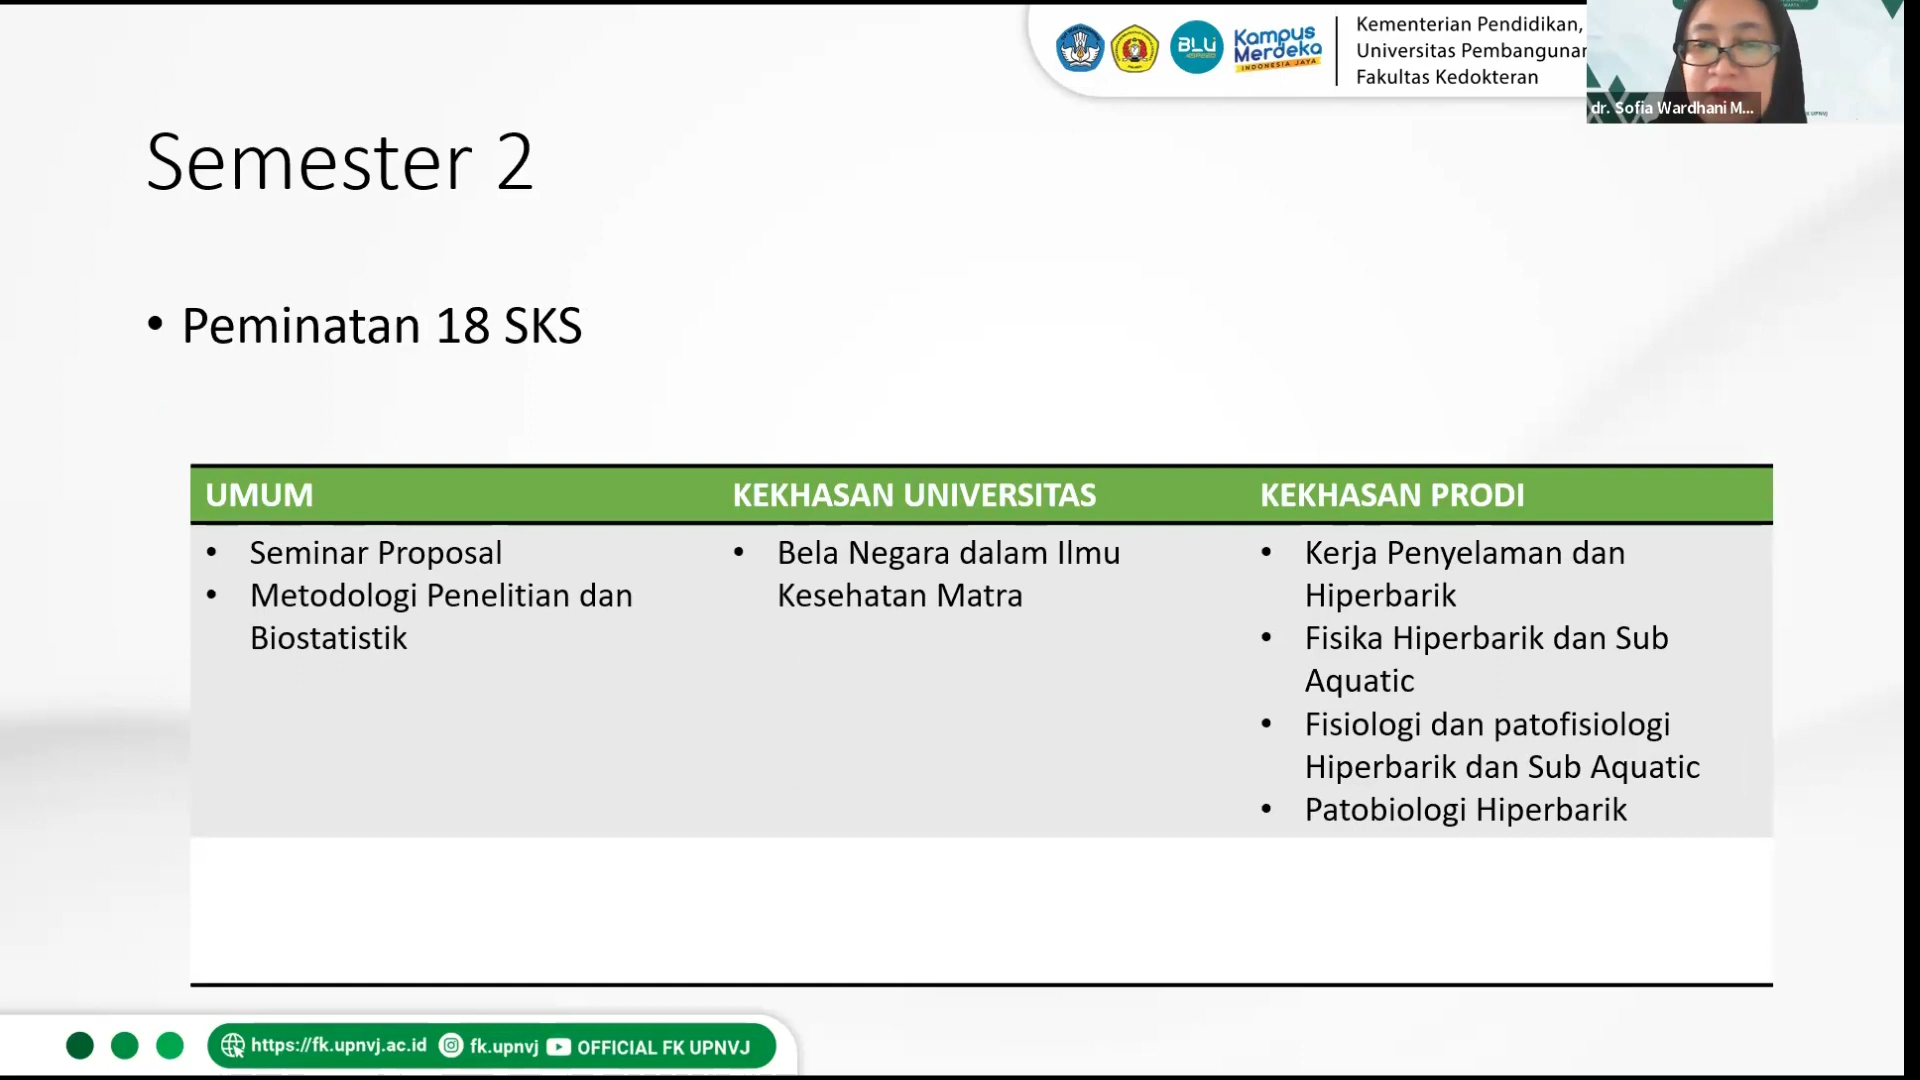 BLU
Kampus
Merdeka
INDONESIA JAYA
Kementerian Pendidikan,
Universitas Pembangunan
Fakultas Kedokteran
dr. Sofia Wardhani M...
Semester 2
• Peminatan 18 SKS
UMUM
KEKHASAN UNIVERSITAS
KEKHASAN PRODI
• Seminar Proposal
• Metodologi Penelitian dan
Biostatistik
• Bela Negara dalam Ilmu
Kesehatan Matra
• Kerja Penyelaman dan
Hiperbarik
• Fisika Hiperbarik dan Sub
Aquatic
• Fisiologi dan patofisiologi
Hiperbarik dan Sub Aquatic
• Patobiologi Hiperbarik
https://fk.upnvj.ac.id
fk.upnvj
OFFICIAL FK UPNVJ